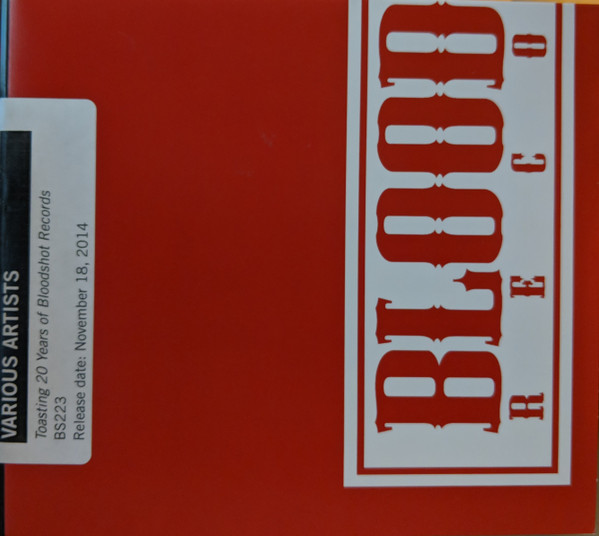 VARIOUS ARTISTS
Toasting 20 Years of Bloodshot Records
BS223
Release date: November 18, 2014
BLOOD
RECO